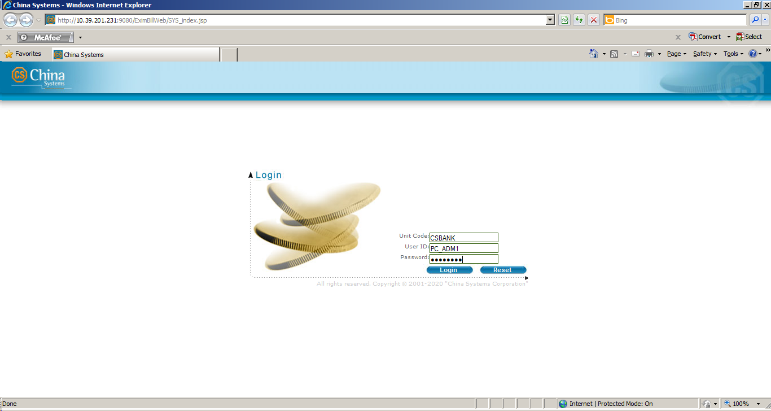 China Systems - Windows Internet Explorer
http://10.39.201.231:9080/EximBillWeb/SYS_index.jsp
Bing
McAfee
Convert
Select
Favorites
China Systems
Page
Safety
Tools
CS China
Systems
CS
Login
Unit Code:
CSBANK
User ID:
PC_ADM1
Password:
••••••••
Login
Reset
All rights reserved. Copyright © 2001-2020 "China Systems Corporation"
Done
Internet | Protected Mode: On
100%